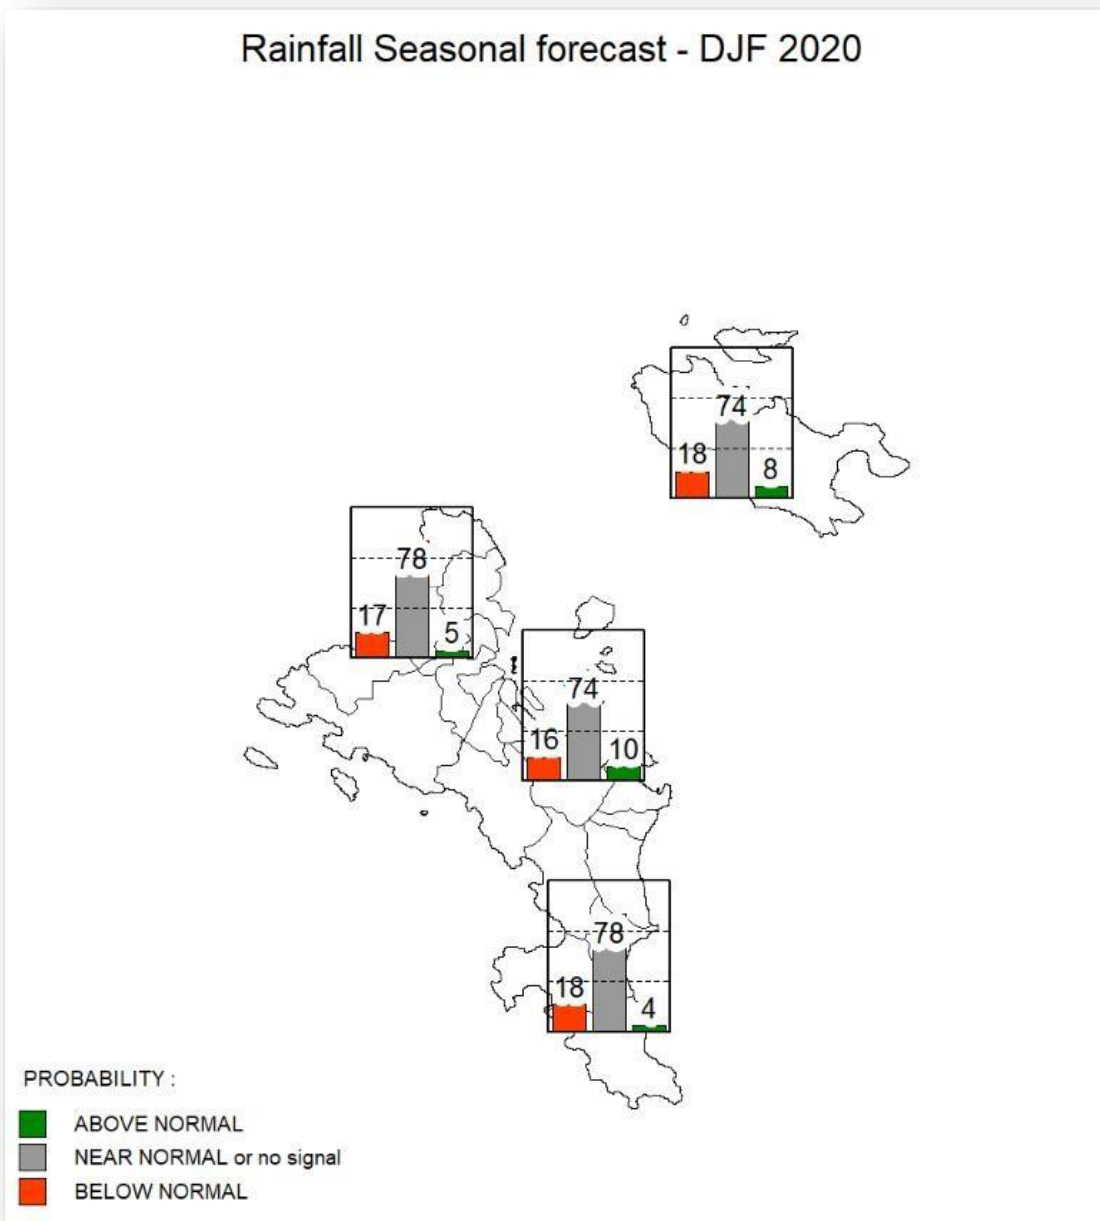 Rainfall Seasonal forecast - DJF 2020
74
18
8
78
17
5
74
16
10
78
18
4
PROBABILITY :
ABOVE NORMAL
NEAR NORMAL or no signal
BELOW NORMAL